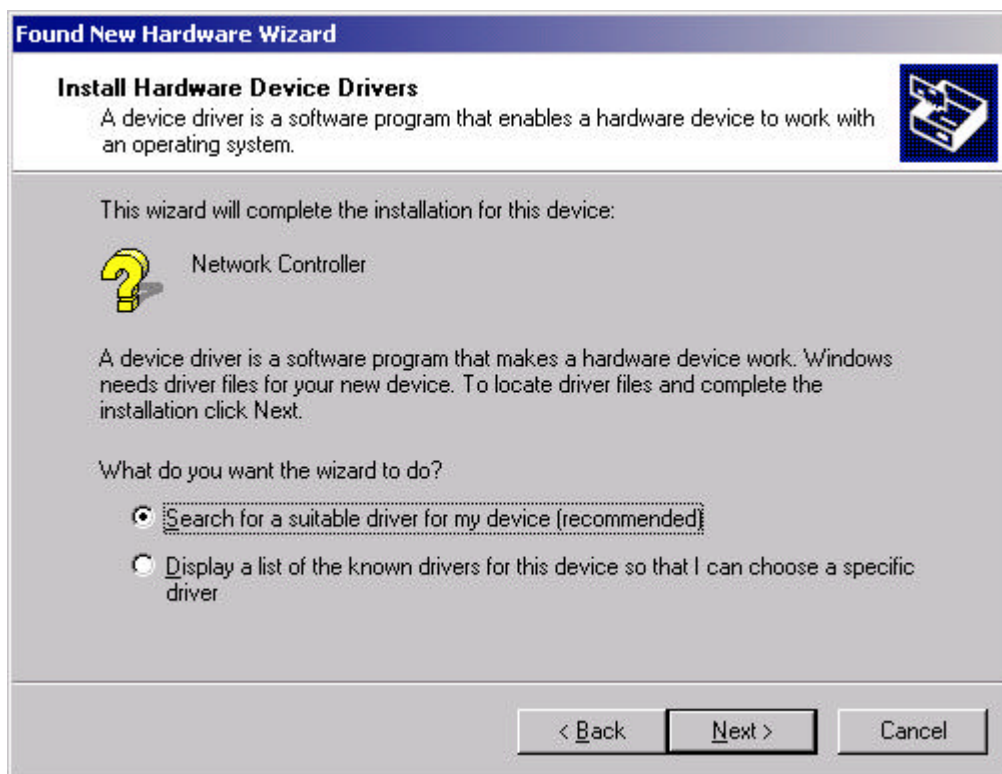 Found New Hardware Wizard
Install Hardware Device Drivers
A device driver is a software program that enables a hardware device to work with
an operating system.
This wizard will complete the installation for this device:
Network Controller
A device driver is a software program that makes a hardware device work. Windows
needs driver files for your new device. To locate driver files and complete the
installation click Next.
What do you want the wizard to do?
Search for a suitable driver for my device (recommended)
Display a list of the known drivers for this device so that I can choose a specific
driver
< Back
Next >
Cancel